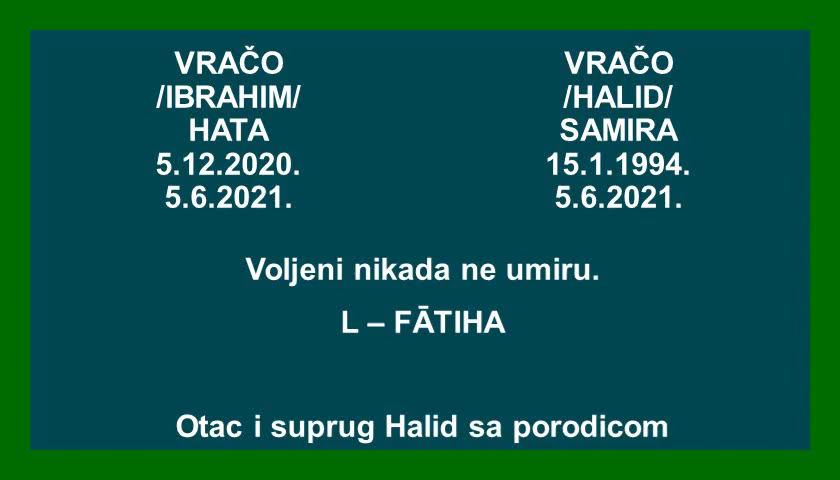 VRAČO
/IBRAHIM/
HATA
5.12.2020.
5.6.2021.
VRAČO
/HALID/
SAMIRA
15.1.1994.
5.6.2021.
Voljeni nikada ne umiru.
L – FĀTIHA
Otac i suprug Halid sa porodicom